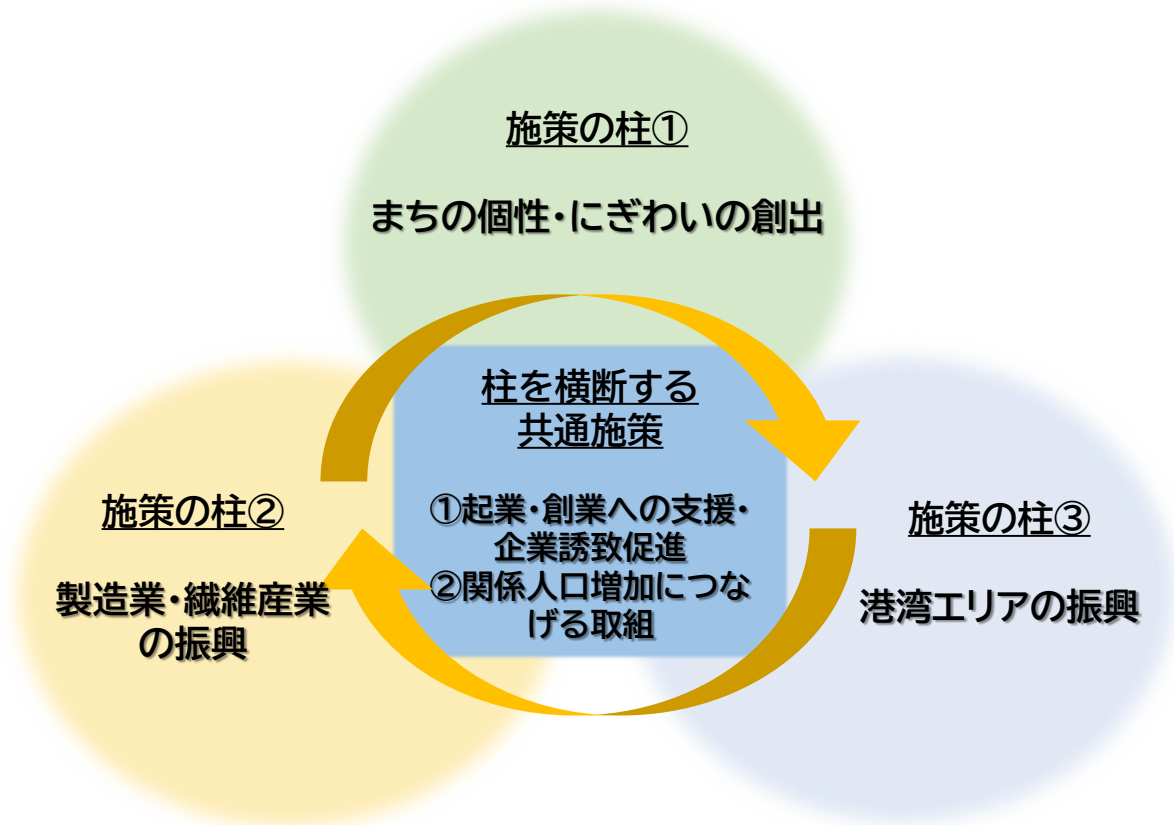 施策の柱①
まちの個性・にぎわいの創出
柱を横断する
共通施策
①起業・創業への支援・
企業誘致促進
②関係人口増加につな
げる取組
施策の柱②
製造業・繊維産業
の振興
施策の柱③
港湾エリアの振興